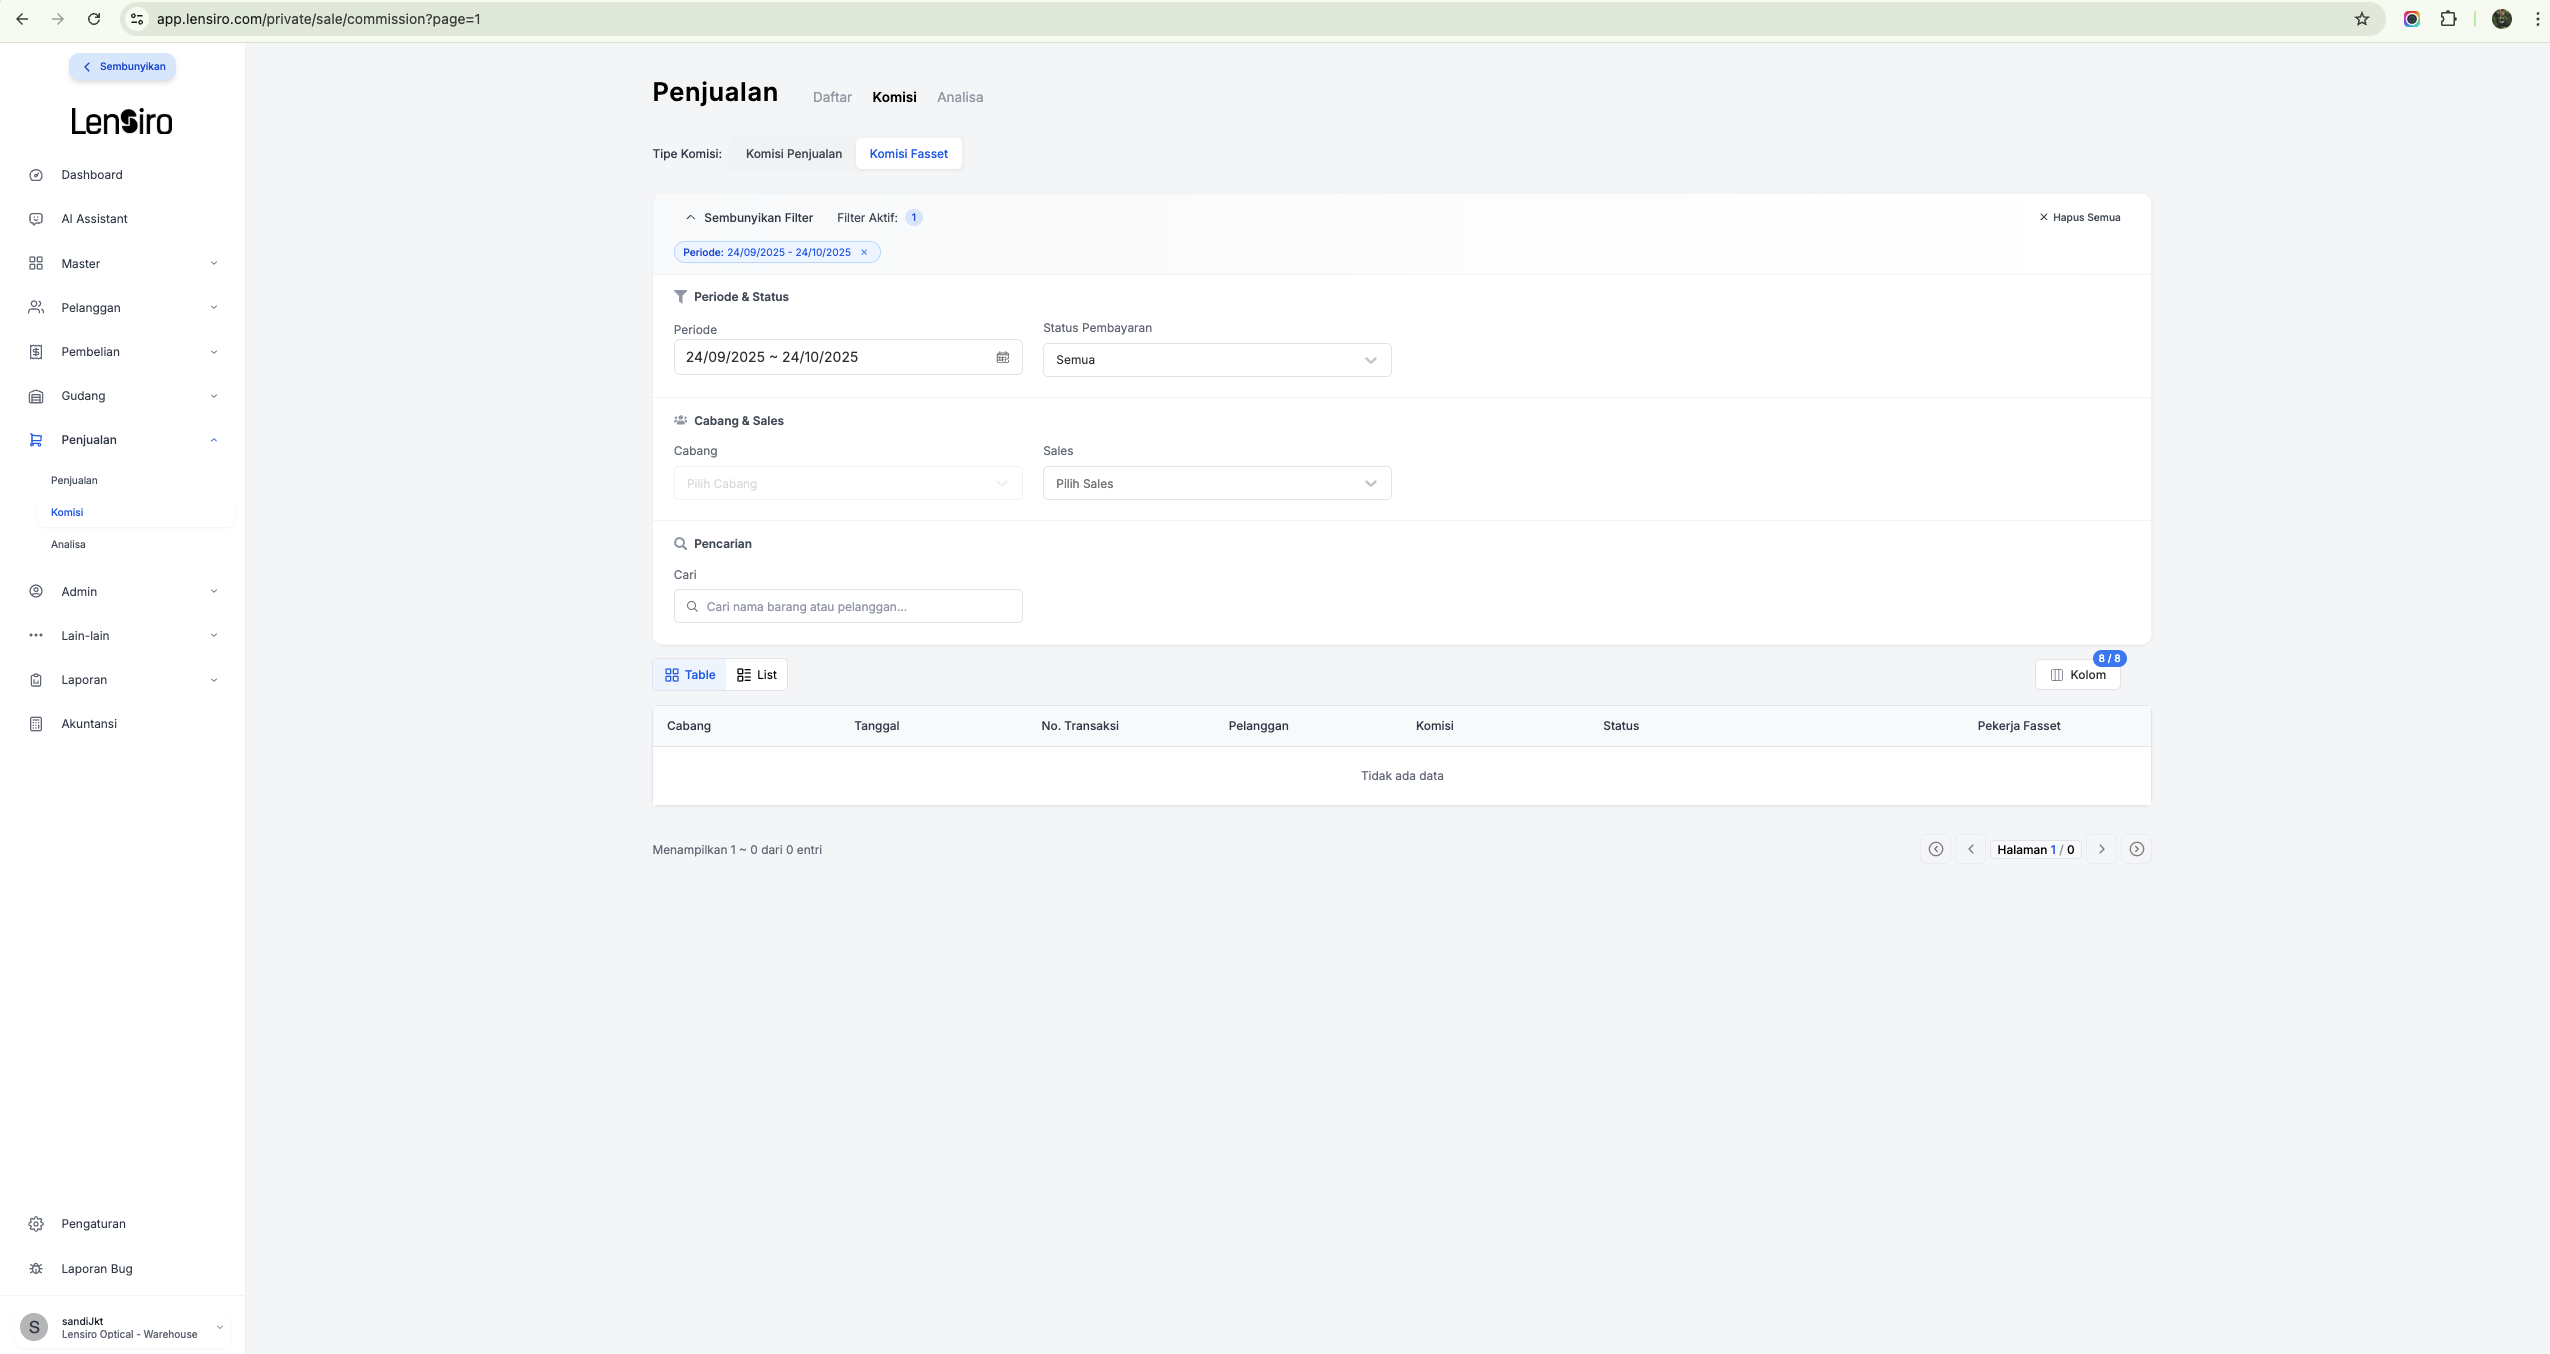 app.lensiro.com/private/sale/commission?page=1
Sembunyikan
Lensiro
Dashboard
AI Assistant
Master
Pelanggan
Pembelian
Gudang
Penjualan
Penjualan
Komisi
Analisa
Admin
Lain-lain
Laporan
Akuntansi
Pengaturan
Laporan Bug
S
sandiJkt
Lensiro Optical - Warehouse
Penjualan Daftar Komisi Analisa
Tipe Komisi: Komisi Penjualan Komisi Fasset
Sembunyikan Filter Filter Aktif: 1 Hapus Semua
Periode: 24/09/2025 - 24/10/2025
Periode & Status
Periode Status Pembayaran
24/09/2025 ~ 24/10/2025 Semua
Cabang & Sales
Cabang Sales
Pilih Cabang Pilih Sales
Pencarian
Cari
Cari nama barang atau pelanggan...
Table List 8 / 8 Kolom
Cabang Tanggal No. Transaksi Pelanggan Komisi Status Pekerja Fasset
Tidak ada data
Menampilkan 1 ~ 0 dari 0 entri Halaman 1 / 0